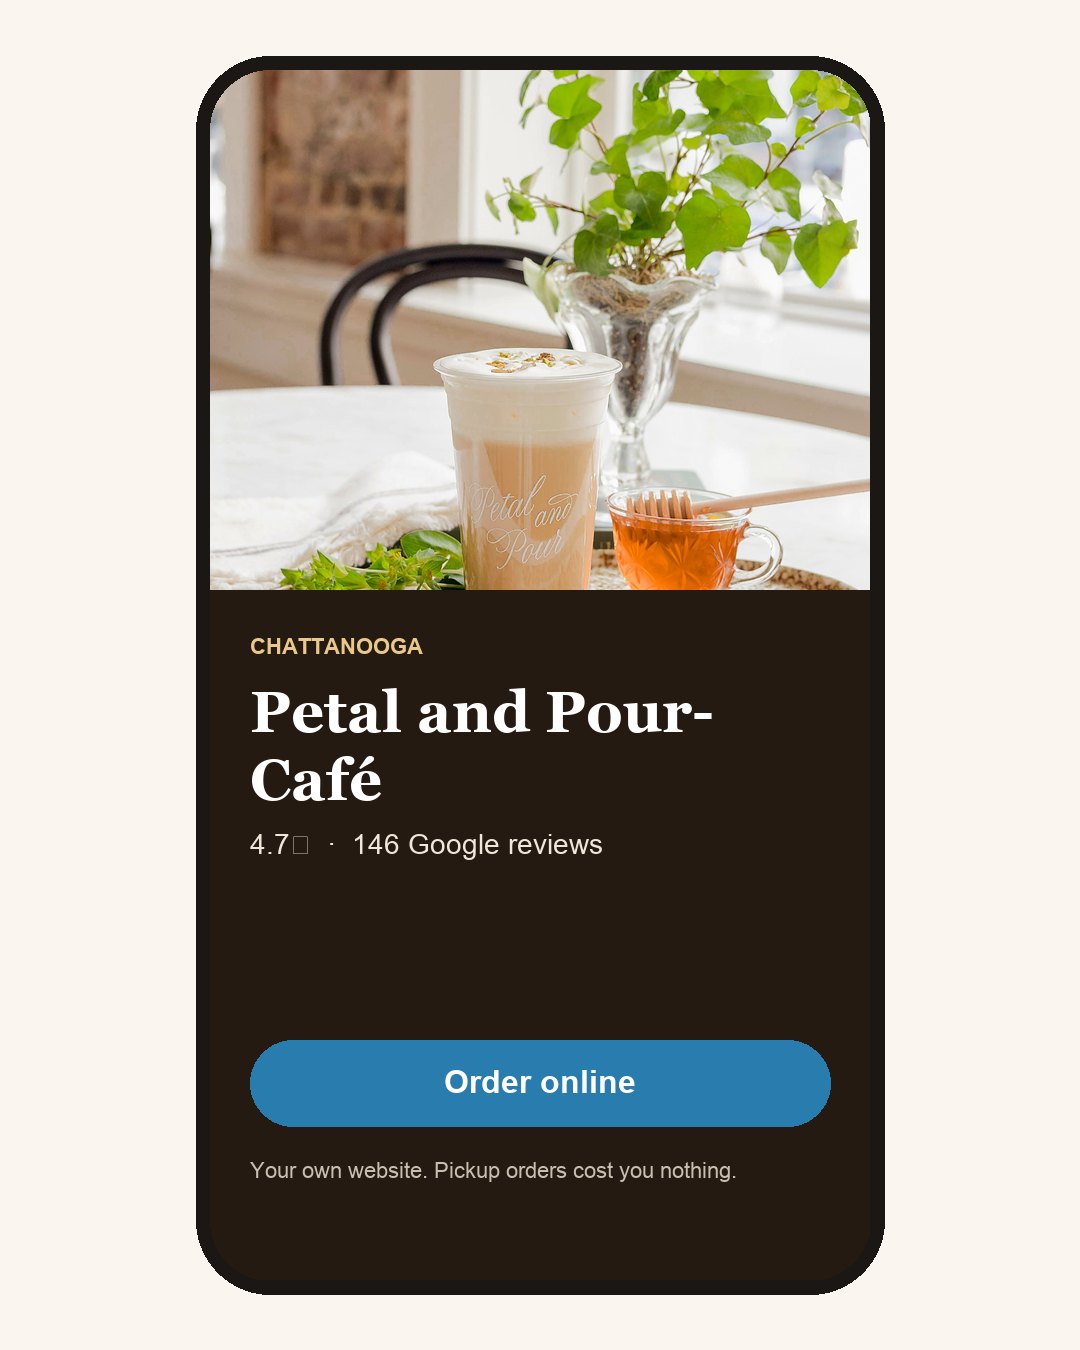 Petal and
Pour
CHATTANOOGA
Petal and Pour-
Café
4.7□ · 146 Google reviews
Order online
Your own website. Pickup orders cost you nothing.